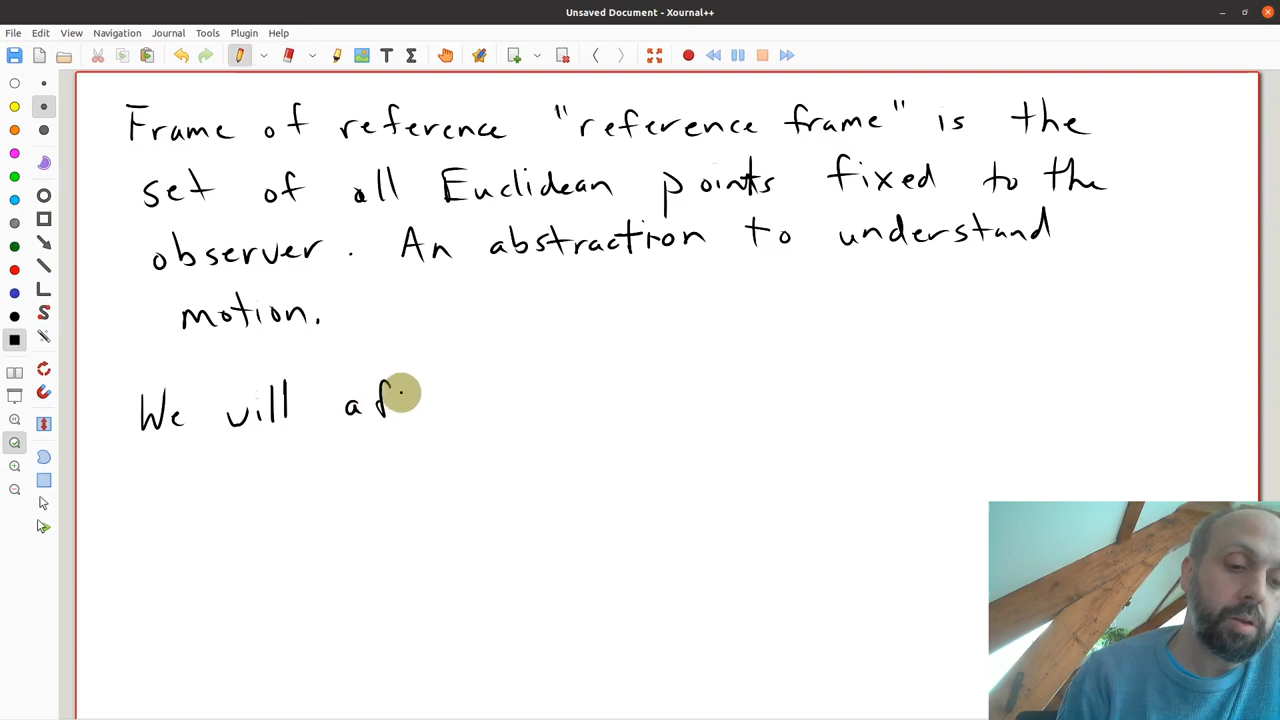 Unsaved Document - Xournal++
File Edit View Navigation Journal Tools Plugin Help
Frame of reference "reference frame" is the
set of all Euclidean points fixed to the
observer. An abstraction to understand
motion.
We will af